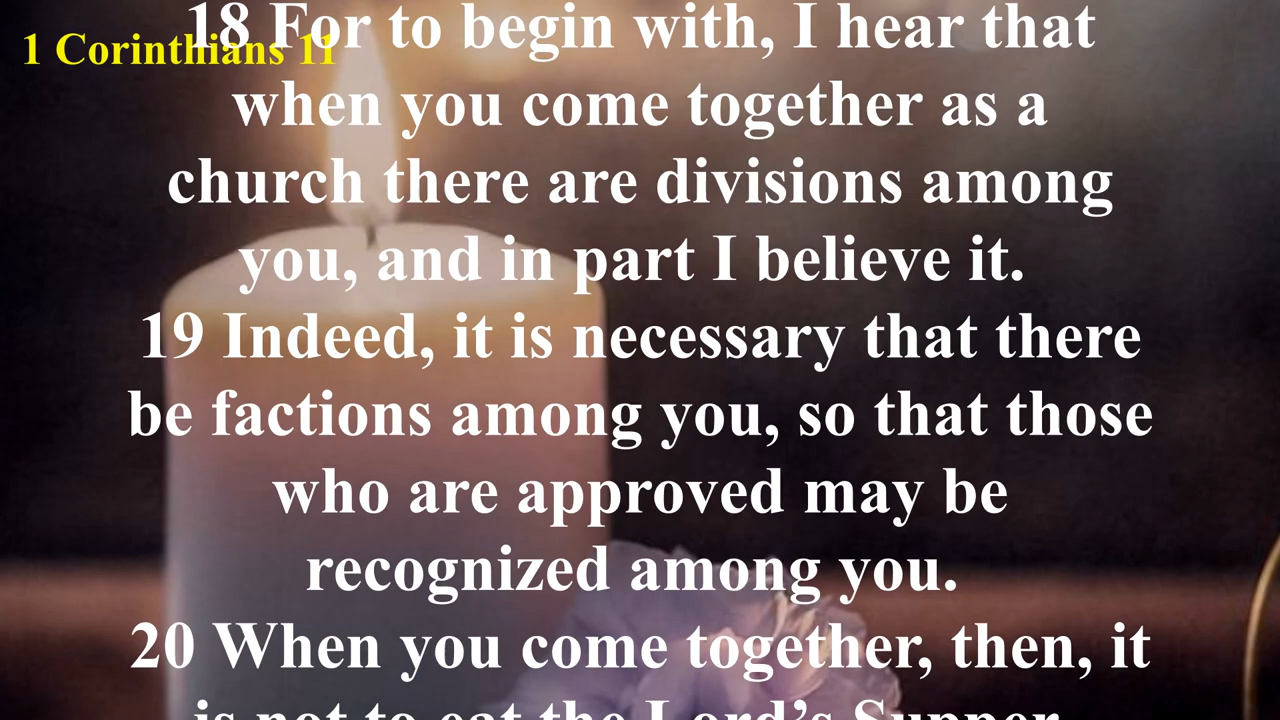 1 Corinthians 11
18 For to begin with, I hear that
when you come together as a
church there are divisions among
you, and in part I believe it.
19 Indeed, it is necessary that there
be factions among you, so that those
who are approved may be
recognized among you.
20 When you come together, then, it
is not to eat the Lord’s Supper.